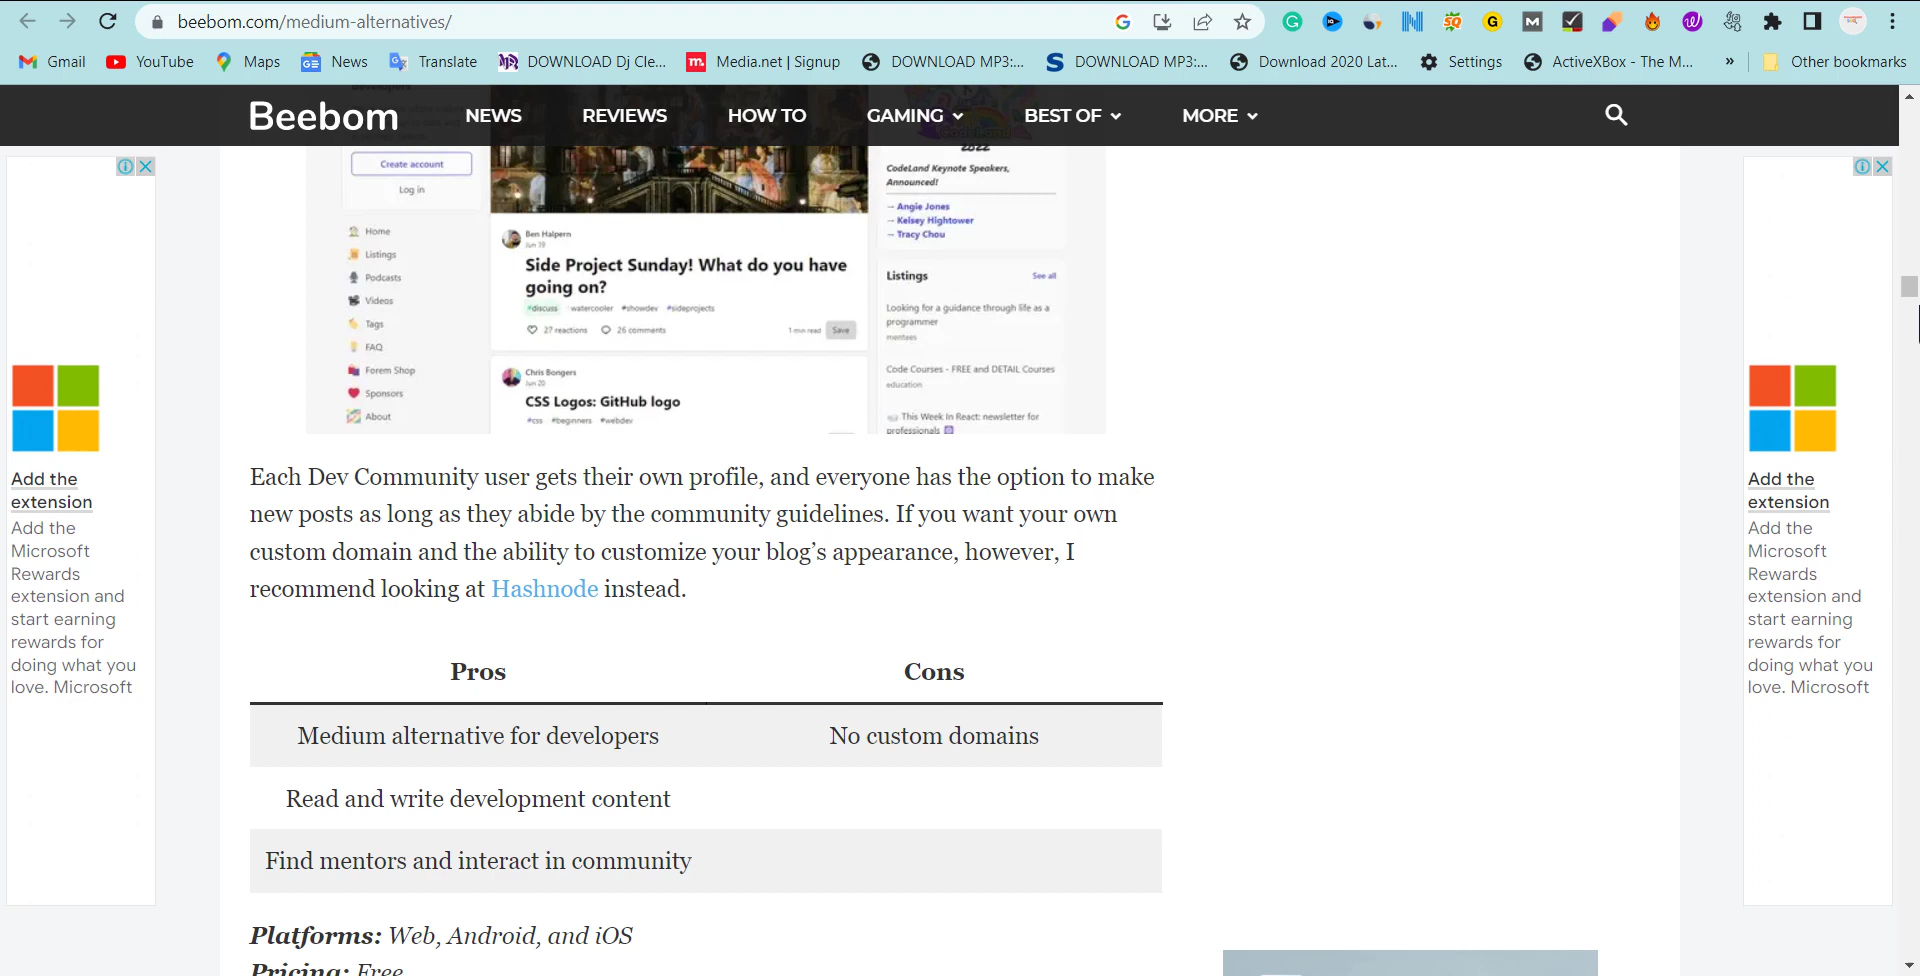 beebom.com/medium-alternatives/
Gmail YouTube Maps News Translate DOWNLOAD Dj Cle... Media.net | Signup DOWNLOAD MP3:... DOWNLOAD MP3:... Download 2020 Lat... Settings ActiveXBox - The M... » Other bookmarks
Beebom NEWS REVIEWS HOW TO GAMING BEST OF MORE
Create account
Log in
Home
Listings
Podcasts
Videos
Tags
FAQ
Forem Shop
Sponsors
About
Ben Halpern
Jun 19
Side Project Sunday! What do you have
going on?
#discuss watercooler #showdev #sideprojects
27 reactions 26 comments 1 min read Save
Chris Bongers
Jun 20
CSS Logos: GitHub logo
#css #beginners #webdev
2022
CodeLand Keynote Speakers,
Announced!
Angie Jones
Kelsey Hightower
Tracy Chou
Listings See all
Looking for a guidance through life as a
programmer
mentees
Code Courses - FREE and DETAIL Courses
education
This Week In React: newsletter for
professionals
Each Dev Community user gets their own profile, and everyone has the option to make
new posts as long as they abide by the community guidelines. If you want your own
custom domain and the ability to customize your blog’s appearance, however, I
recommend looking at Hashnode instead.
Pros Cons
Medium alternative for developers No custom domains
Read and write development content
Find mentors and interact in community
Platforms: Web, Android, and iOS
Pricing: Free
Add the
extension
Add the
Microsoft
Rewards
extension and
start earning
rewards for
doing what you
love. Microsoft
Add the
extension
Add the
Microsoft
Rewards
extension and
start earning
rewards for
doing what you
love. Microsoft